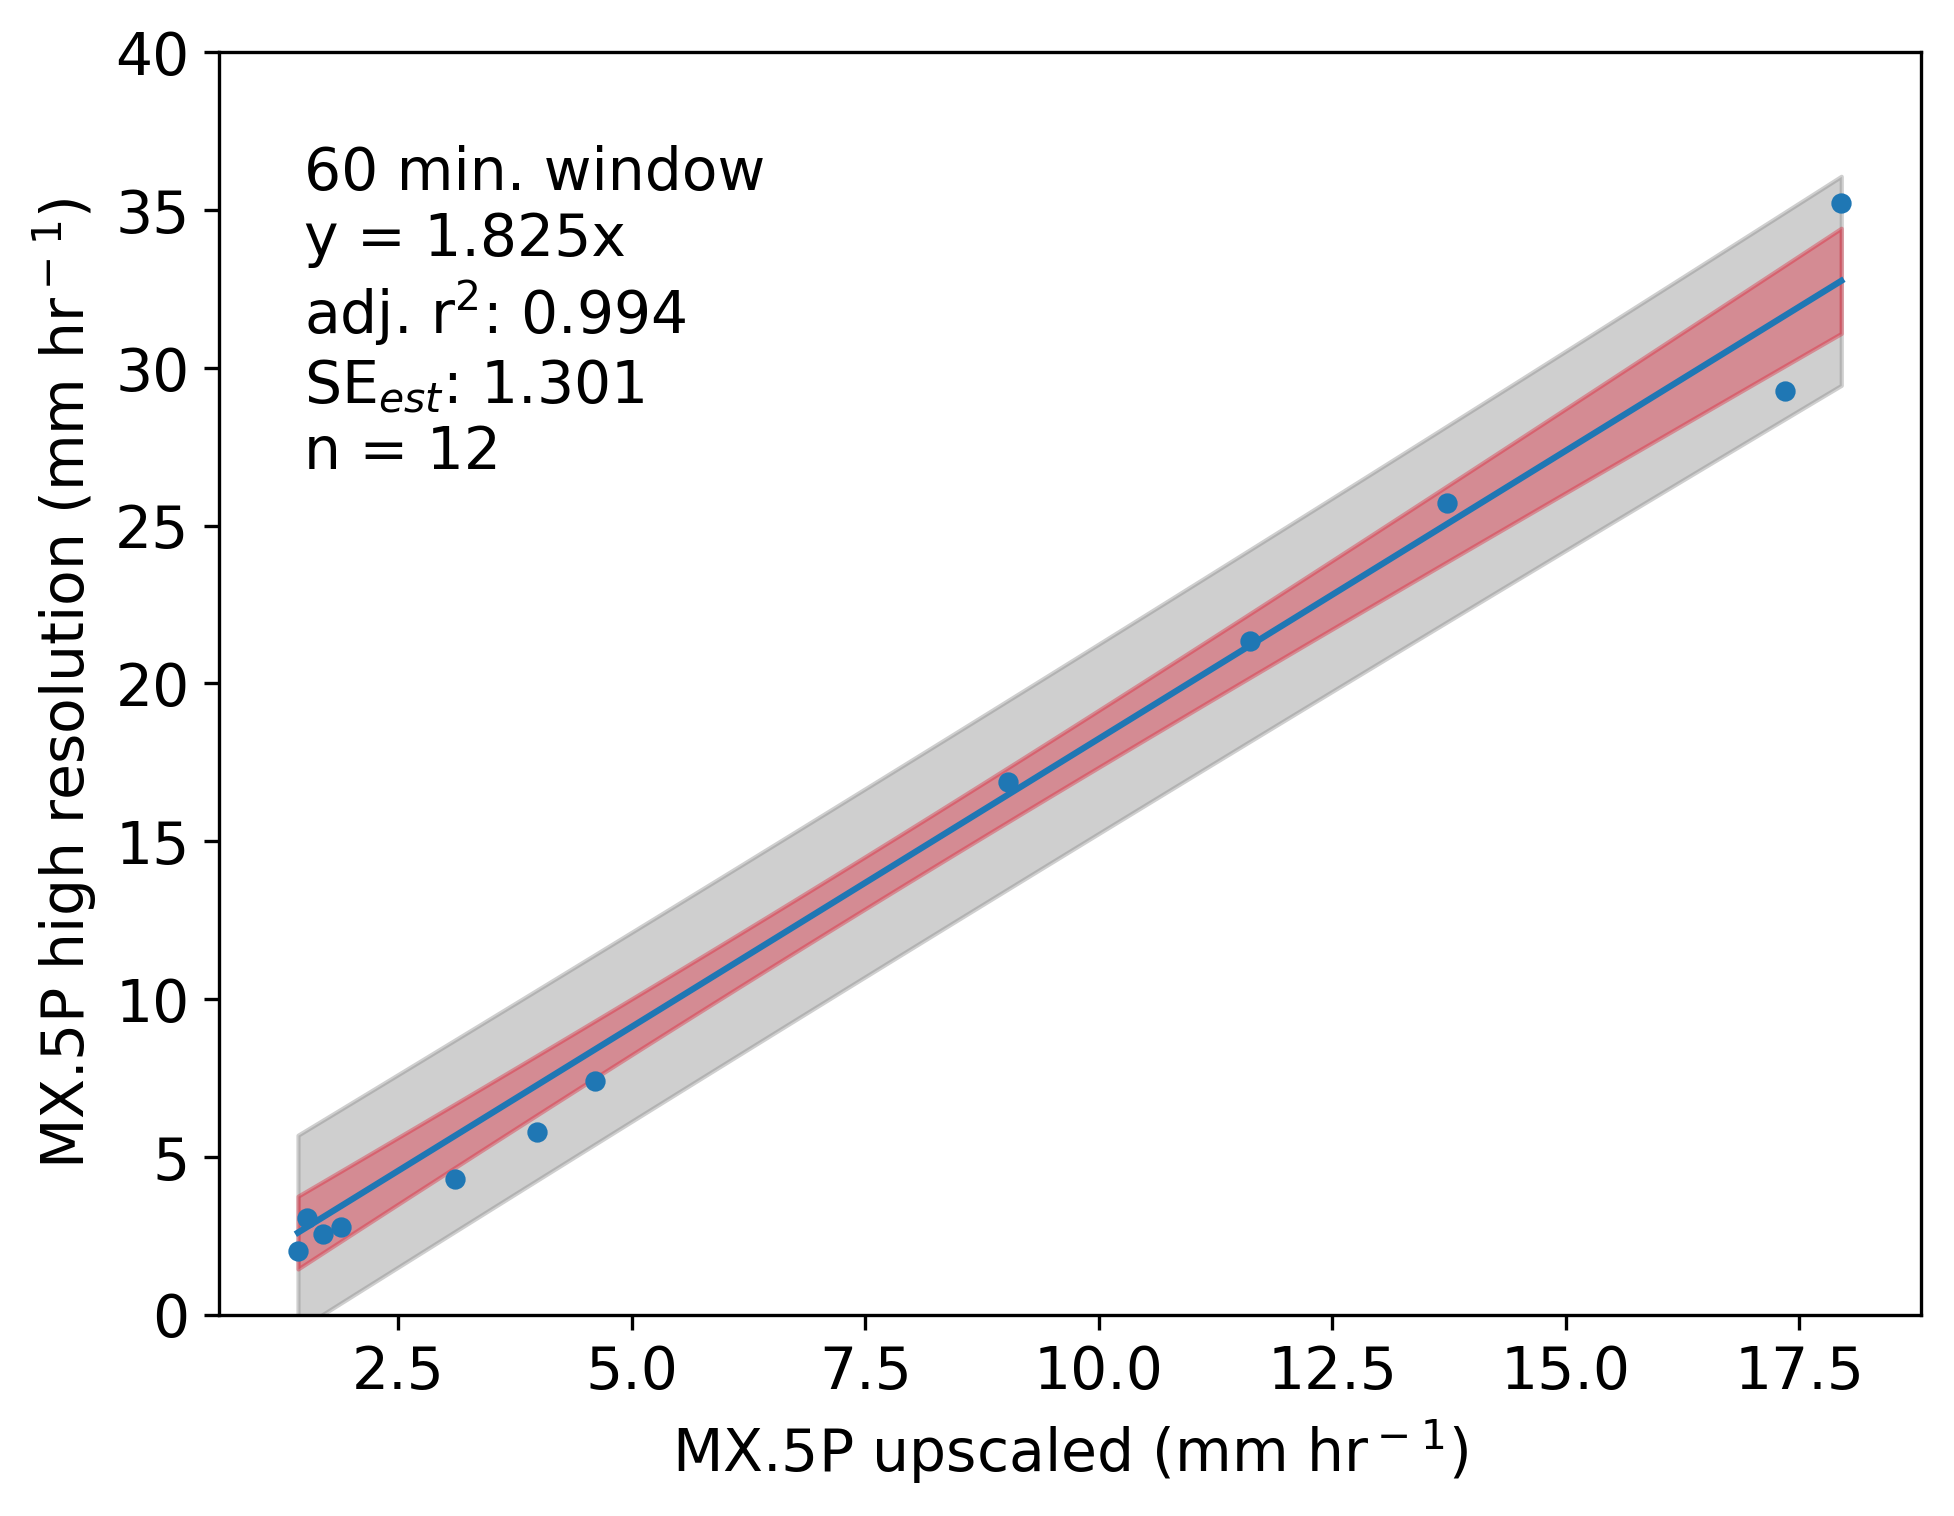 60 min. window
y = 1.825x
adj. r²: 0.994
SEest: 1.301
n = 12
MX.5P high resolution (mm hr⁻¹)
40
35
30
25
20
15
10
5
0
2.5 5.0 7.5 10.0 12.5 15.0 17.5
MX.5P upscaled (mm hr⁻¹)